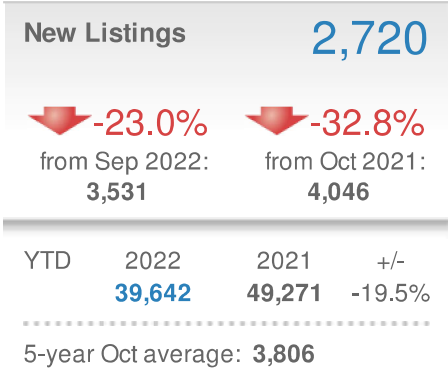 New Listings 2,720
-23.0% -32.8%
from Sep 2022: from Oct 2021:
3,531 4,046
YTD 2022 2021 +/-
39,642 49,271 -19.5%
5-year Oct average: 3,806